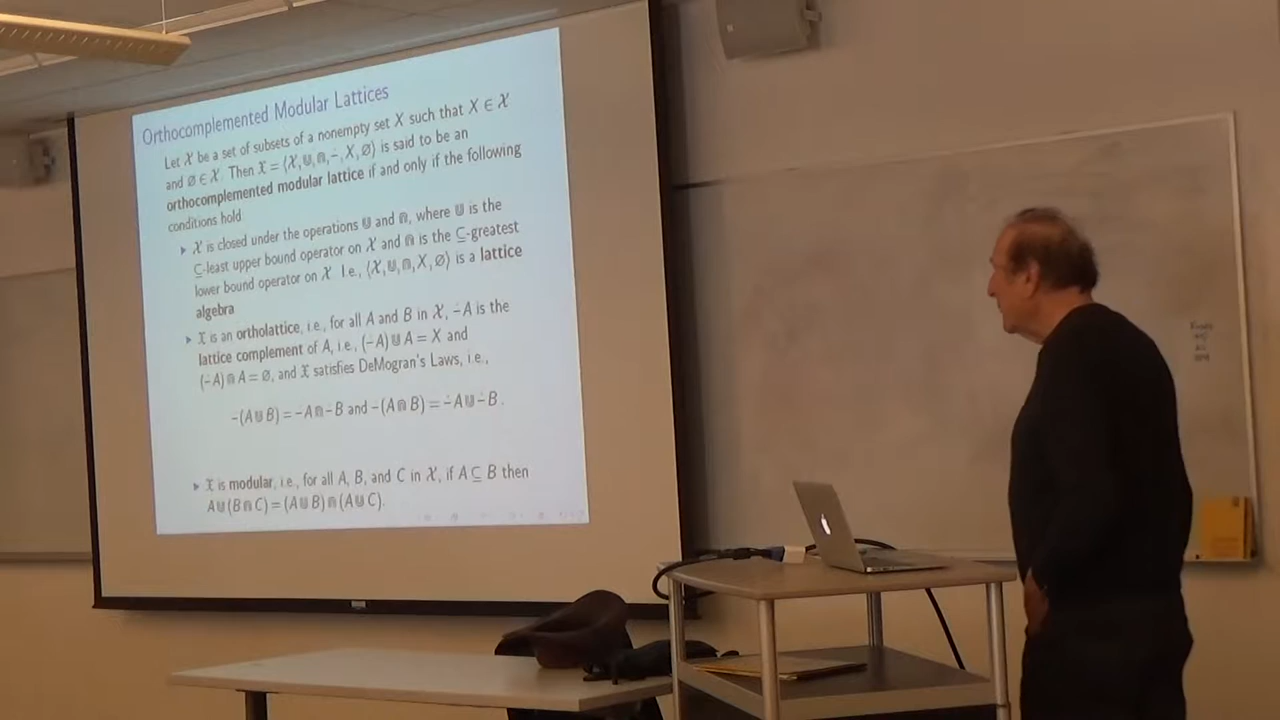 Orthocomplemented Modular Lattices
Let 𝒳 be a set of subsets of a nonempty set X such that X ∈ 𝒳
and ∅ ∈ 𝒳. Then 𝔛 = ⟨𝒳, ⋓, ⋒, −, X, ∅⟩ is said to be an
orthocomplemented modular lattice if and only if the following
conditions hold
▸ 𝒳 is closed under the operations ⋓ and ⋒, where ⋓ is the
⊆-least upper bound operator on 𝒳 and ⋒ is the ⊆-greatest
lower bound operator on 𝒳. I.e., ⟨𝒳, ⋓, ⋒, X, ∅⟩ is a lattice
algebra
▸ 𝔛 is an ortholattice, i.e., for all A and B in 𝒳, −A is the
lattice complement of A, i.e., (−A) ⋓ A = X and
(−A) ⋒ A = ∅, and 𝔛 satisfies DeMogran's Laws, i.e.,
−(A ⋓ B) = −A ⋒ −B and −(A ⋒ B) = −A ⋓ −B.
▸ 𝔛 is modular, i.e., for all A, B, and C in 𝒳, if A ⊆ B then
A ⋓ (B ⋒ C) = (A ⋓ B) ⋒ (A ⋓ C).